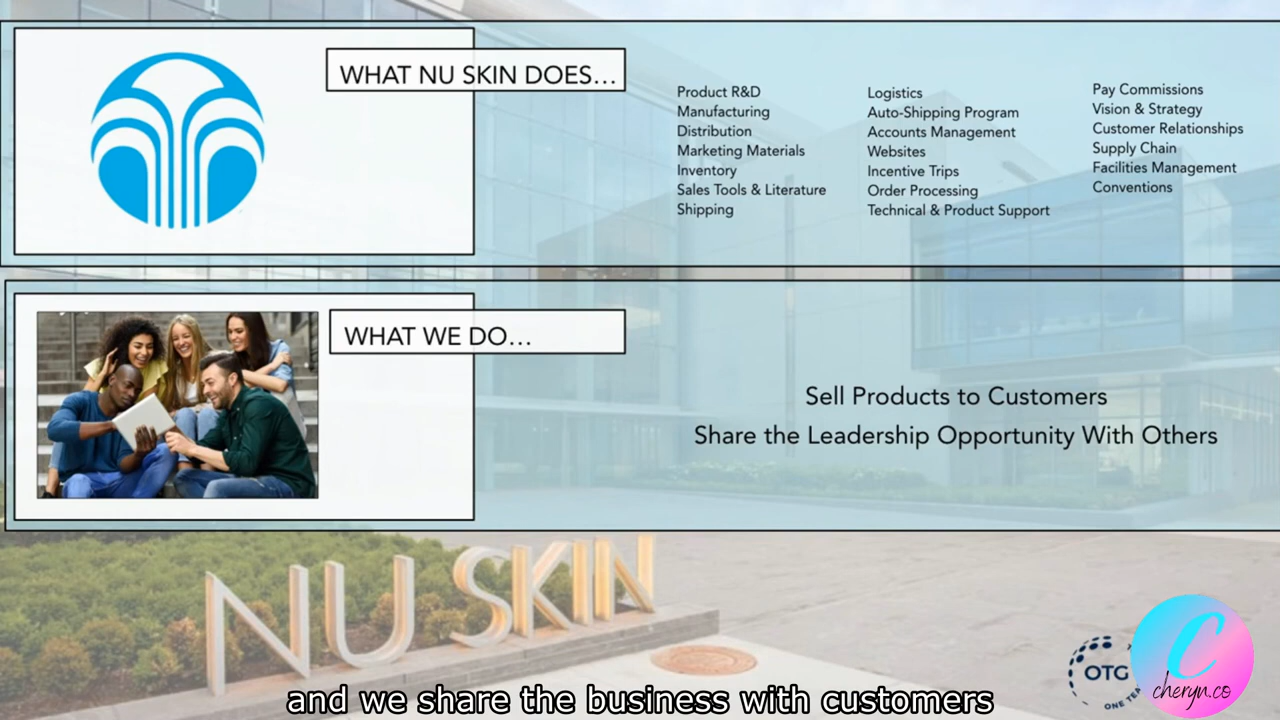 WHAT NU SKIN DOES...
Product R&D
Manufacturing
Distribution
Marketing Materials
Inventory
Sales Tools & Literature
Shipping
Logistics
Auto-Shipping Program
Accounts Management
Websites
Incentive Trips
Order Processing
Technical & Product Support
Pay Commissions
Vision & Strategy
Customer Relationships
Supply Chain
Facilities Management
Conventions
WHAT WE DO...
Sell Products to Customers
Share the Leadership Opportunity With Others
NU SKIN
OTG
ONE
C
cheryn.co
and we share the business with customers